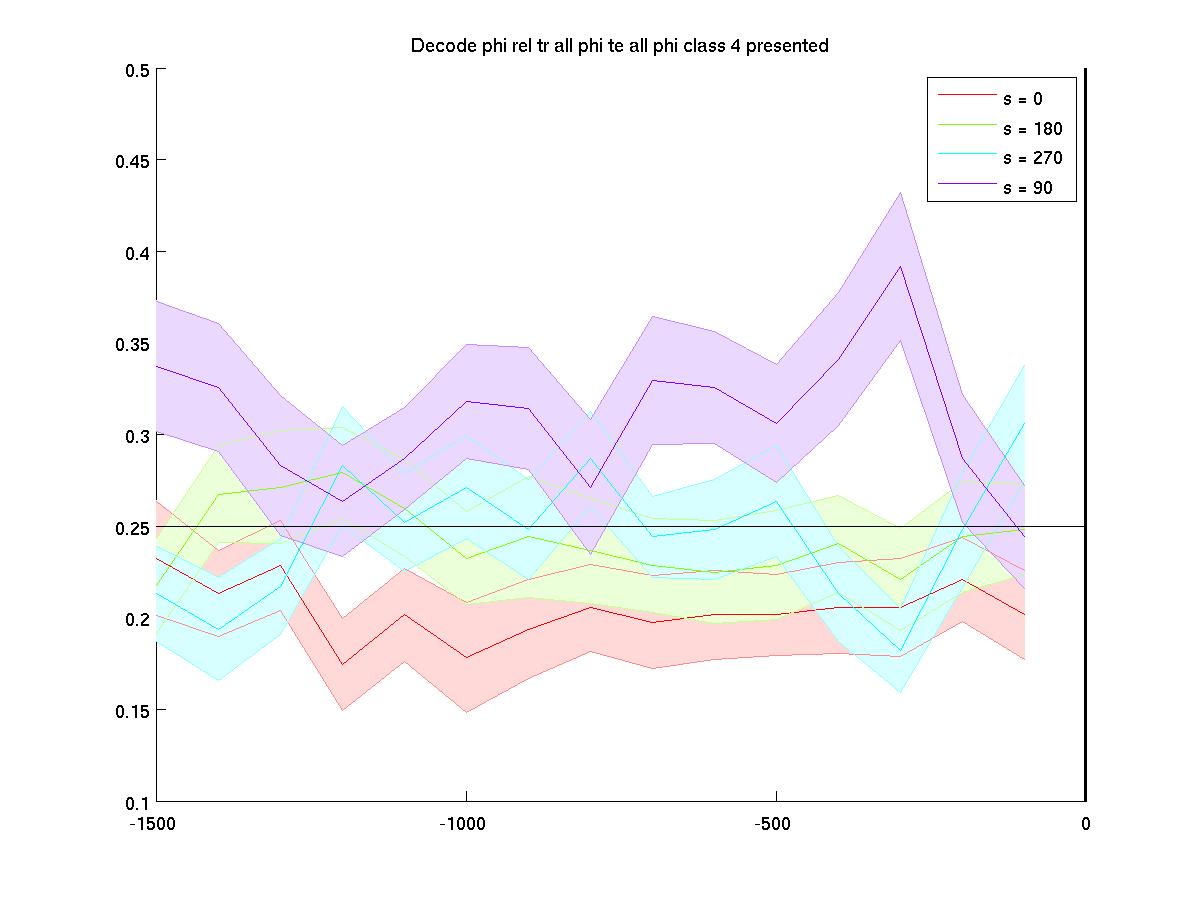 Decode phi rel tr all phi te all phi class 4 presented
0.5
0.45
0.4
0.35
0.3
0.25
0.2
0.15
0.1
-1500
-1000
-500
0
s = 0
s = 180
s = 270
s = 90